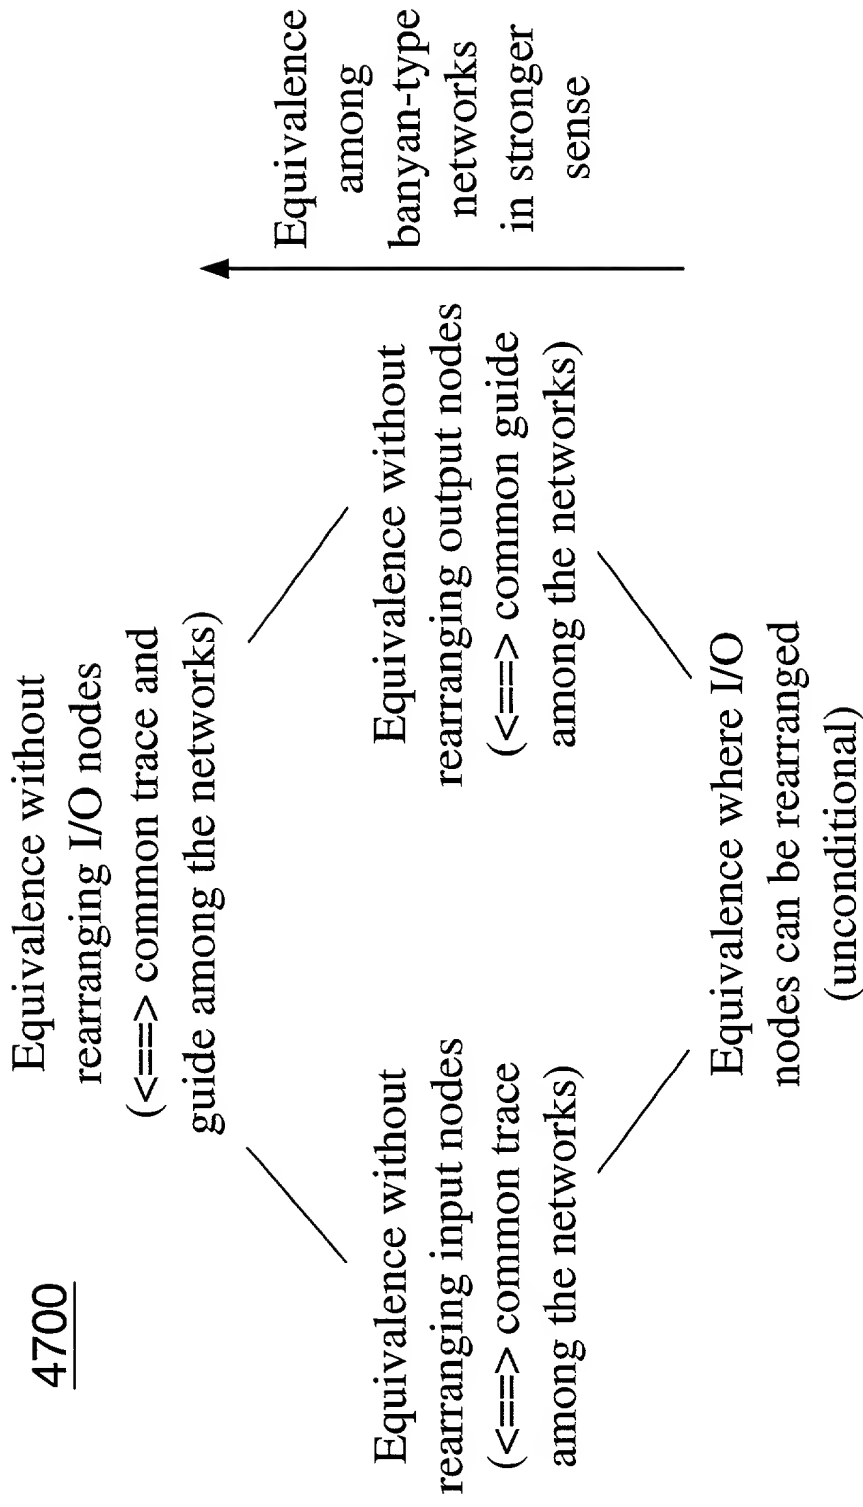 4700
Equivalence without
rearranging I/O nodes
(<==> common trace and
guide among the networks)
Equivalence without
rearranging input nodes
(<==> common trace
among the networks)
Equivalence without
rearranging output nodes
(<==> common guide
among the networks)
Equivalence where I/O
nodes can be rearranged
(unconditional)
Equivalence
among
banyan-type
networks
in stronger
sense